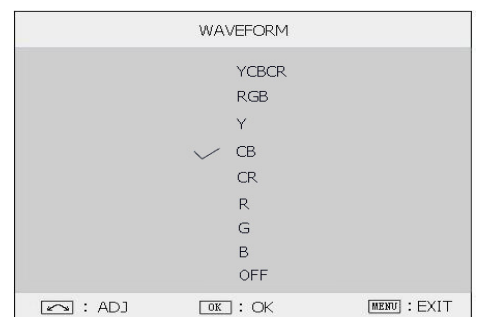 WAVEFORM
YCBCR
RGB
Y
CB
CR
R
G
B
OFF
: ADJ OK : OK MENU : EXIT